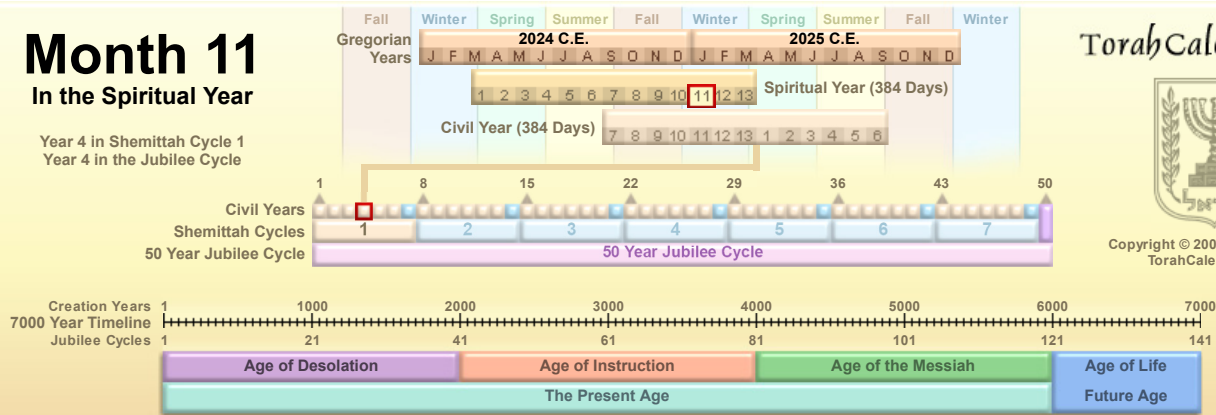 Fall Winter Spring Summer Fall Winter Spring Summer Fall Winter
Month 11
In the Spiritual Year
Year 4 in Shemittah Cycle 1
Year 4 in the Jubilee Cycle
Gregorian Years
2024 C.E. 2025 C.E.
J F M A M J J A S O N D J F M A M J J A S O N D
1 2 3 4 5 6 7 8 9 10 11 12 13 Spiritual Year (384 Days)
Civil Year (384 Days) 7 8 9 10 11 12 13 1 2 3 4 5 6
1 8 15 22 29 36 43 50
Civil Years
Shemittah Cycles 1 2 3 4 5 6 7
50 Year Jubilee Cycle 50 Year Jubilee Cycle
TorahCale
Copyright © 200
TorahCale
Creation Years 1 1000 2000 3000 4000 5000 6000 7000
7000 Year Timeline
Jubilee Cycles 1 21 41 61 81 101 121 141
Age of Desolation Age of Instruction Age of the Messiah Age of Life
The Present Age Future Age